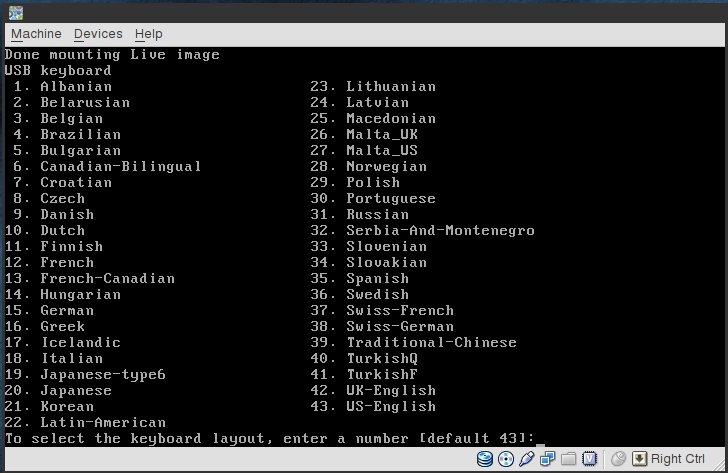 Machine Devices Help
Done mounting Live image
USB keyboard
1. Albanian 23. Lithuanian
2. Belarusian 24. Latvian
3. Belgian 25. Macedonian
4. Brazilian 26. Malta_UK
5. Bulgarian 27. Malta_US
6. Canadian-Bilingual 28. Norwegian
7. Croatian 29. Polish
8. Czech 30. Portuguese
9. Danish 31. Russian
10. Dutch 32. Serbia-And-Montenegro
11. Finnish 33. Slovenian
12. French 34. Slovakian
13. French-Canadian 35. Spanish
14. Hungarian 36. Swedish
15. German 37. Swiss-French
16. Greek 38. Swiss-German
17. Icelandic 39. Traditional-Chinese
18. Italian 40. TurkishQ
19. Japanese-type6 41. TurkishF
20. Japanese 42. UK-English
21. Korean 43. US-English
22. Latin-American
To select the keyboard layout, enter a number [default 43]:_
Right Ctrl